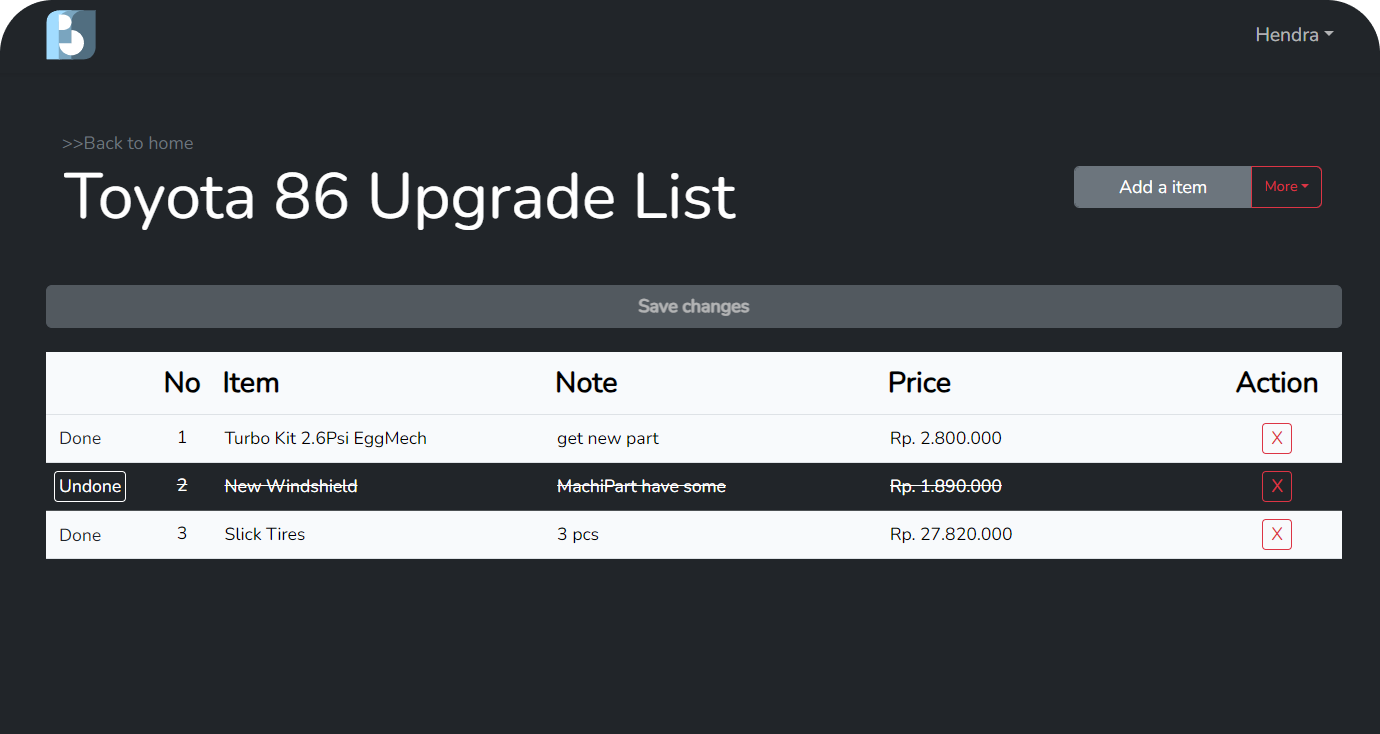 Hendra
>>Back to home
Toyota 86 Upgrade List
Add a item More
Save changes
No Item Note Price Action
Done 1 Turbo Kit 2.6Psi EggMech get new part Rp. 2.800.000 X
Undone 2 New Windshield MachiPart have some Rp. 1.890.000 X
Done 3 Slick Tires 3 pcs Rp. 27.820.000 X